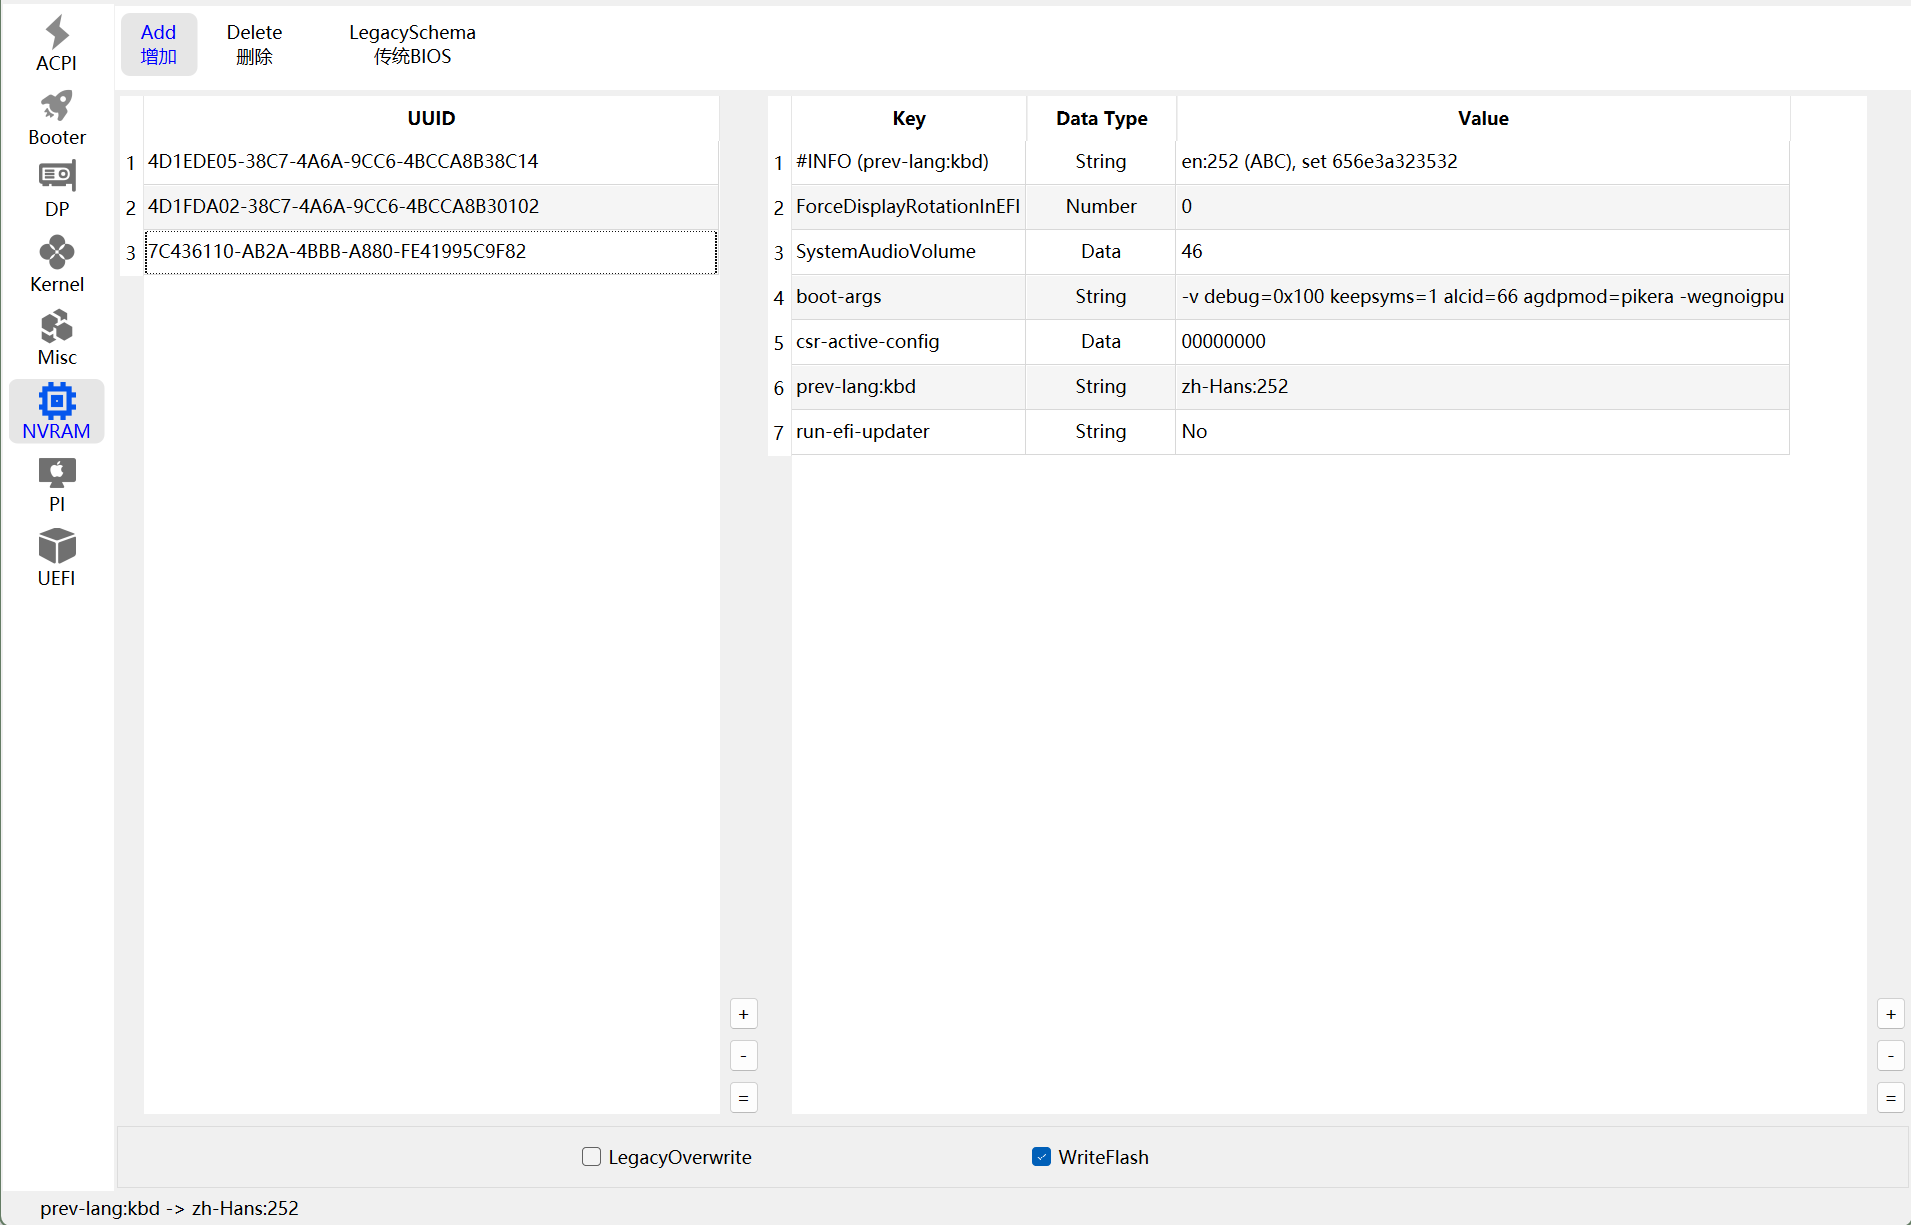 ACPI
Booter
DP
Kernel
Misc
NVRAM
PI
UEFI
Add
增加
Delete
删除
LegacySchema
传统BIOS
UUID
1 4D1EDE05-38C7-4A6A-9CC6-4BCCA8B38C14
2 4D1FDA02-38C7-4A6A-9CC6-4BCCA8B30102
3 7C436110-AB2A-4BBB-A880-FE41995C9F82
+
-
=
Key Data Type Value
1 #INFO (prev-lang:kbd) String en:252 (ABC), set 656e3a323532
2 ForceDisplayRotationInEFI Number 0
3 SystemAudioVolume Data 46
4 boot-args String -v debug=0x100 keepsyms=1 alcid=66 agdpmod=pikera -wegnoigpu
5 csr-active-config Data 00000000
6 prev-lang:kbd String zh-Hans:252
7 run-efi-updater String No
+
-
=
LegacyOverwrite WriteFlash
prev-lang:kbd -> zh-Hans:252